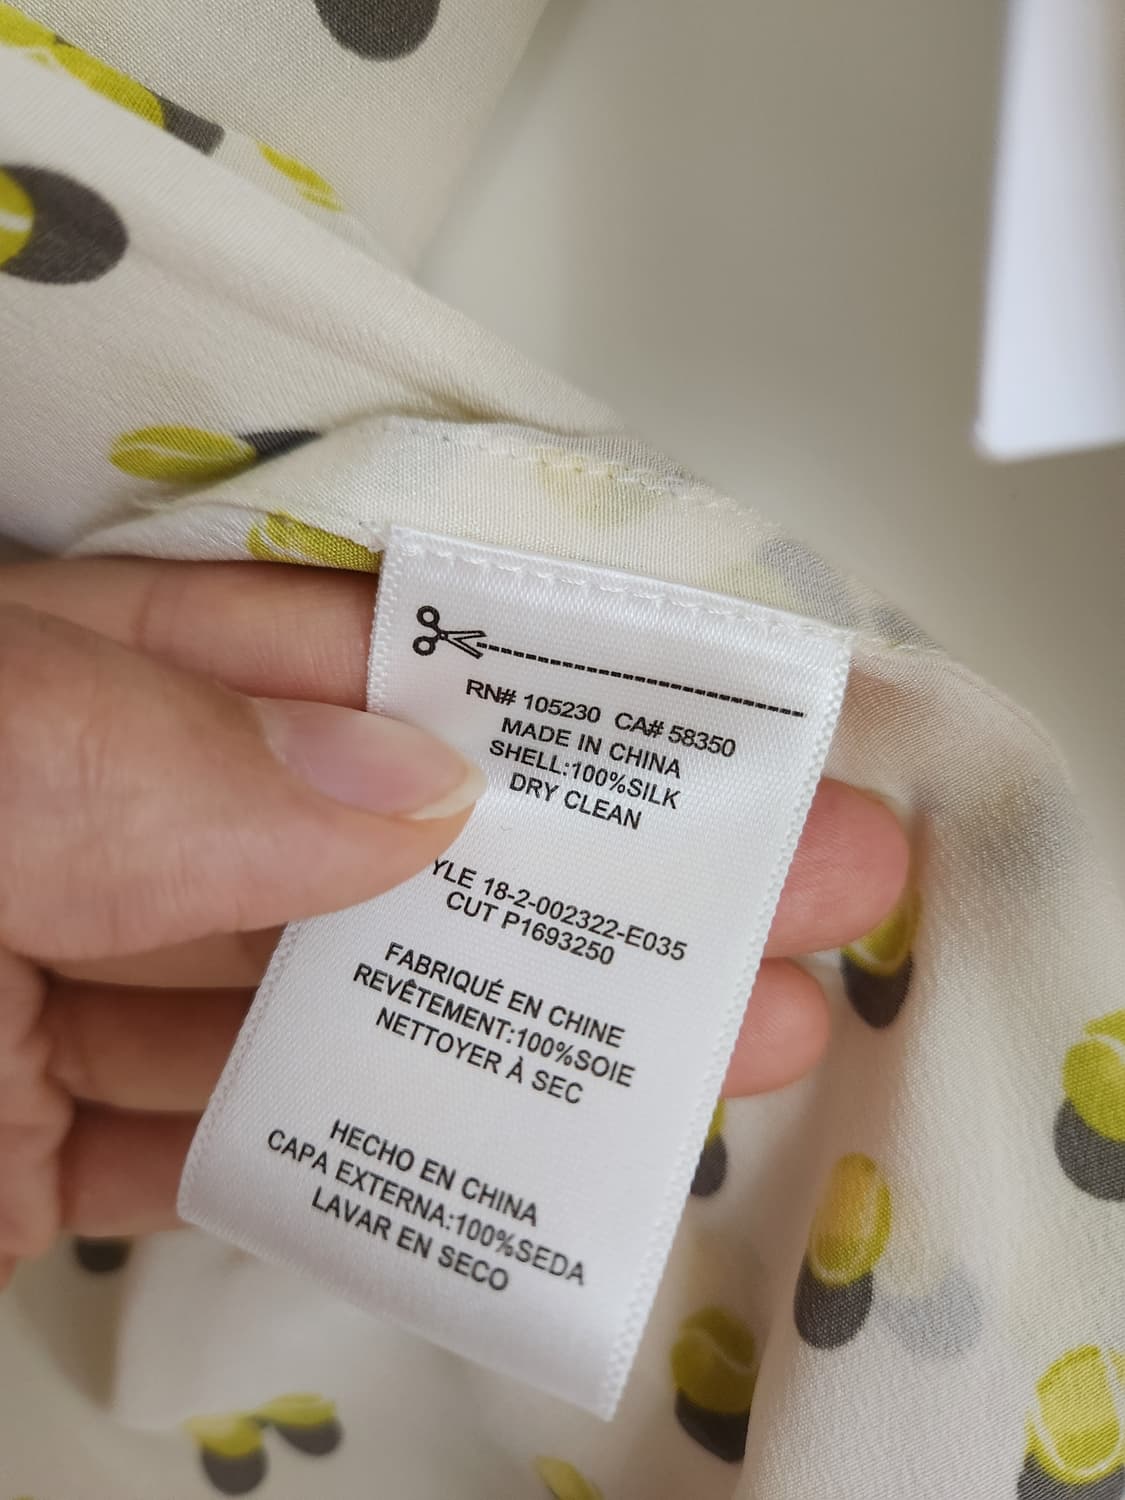 RN# 105230 CA# 58350
MADE IN CHINA
SHELL:100%SILK
DRY CLEAN
YLE 18-2-002322-E035
CUT P1693250
FABRIQUÉ EN CHINE
REVÊTEMENT:100%SOIE
NETTOYER À SEC
HECHO EN CHINA
CAPA EXTERNA:100%SEDA
LAVAR EN SECO